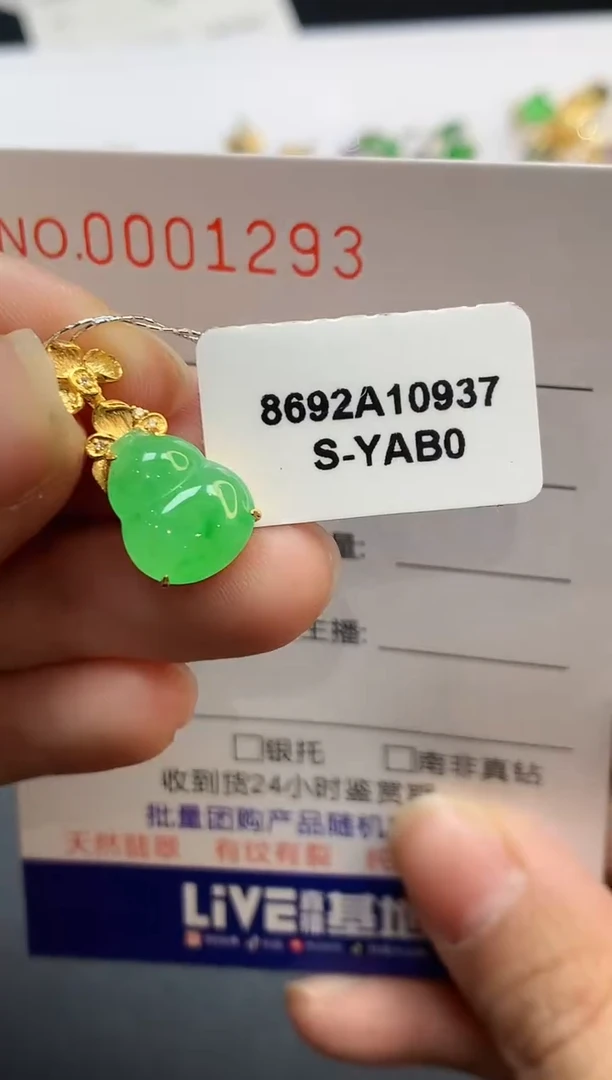 NO.0001293
8692A10937
S-YAB0
量:
主播:
□银托 □南非真钻
收到货24小时鉴赏
批量团购产品随机
天然翡翠 有纹有裂
LiVE 基地